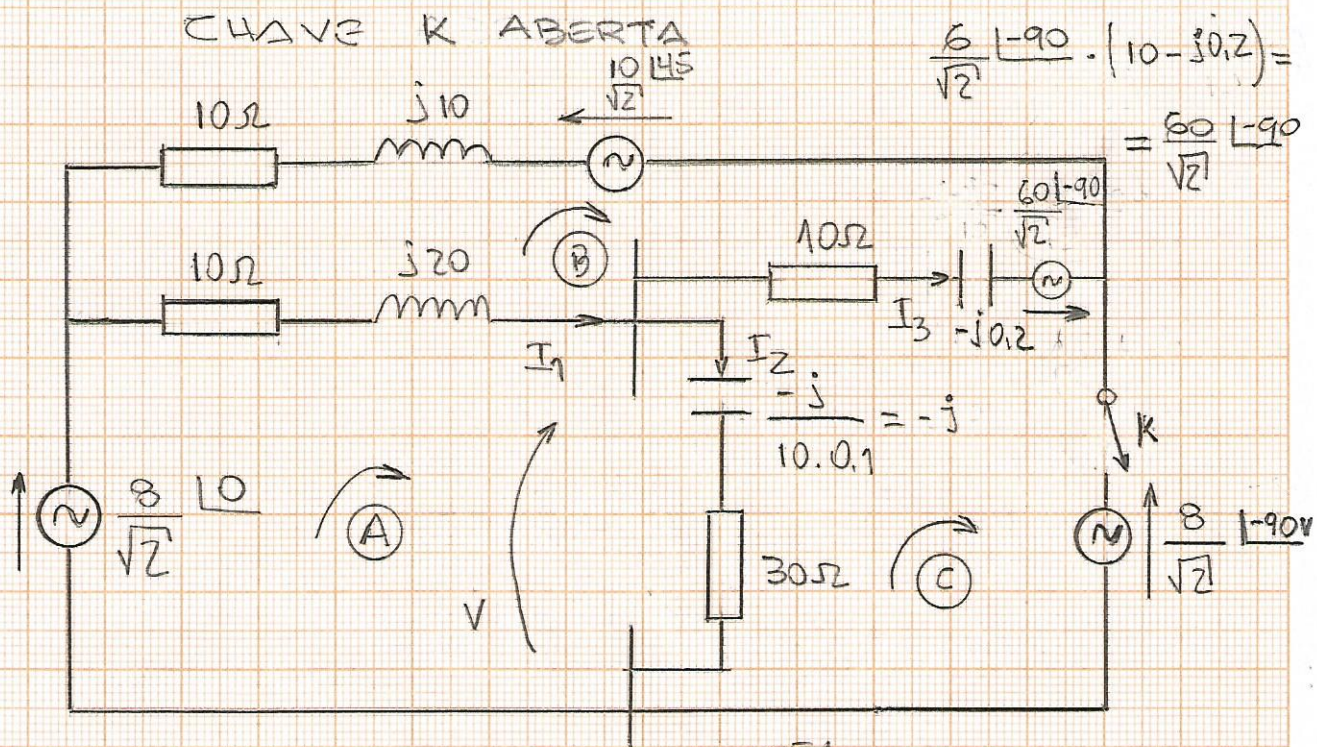 CHAVE K ABERTA
6/√2 ∟-90 · (10-j0,2) =
= 60/√2 ∟-90
10/√2 ∟45
10Ω
j10
B
10Ω
- 60/√2 ∟-90
10Ω
j20
I1
I2
I3
-j0,2
-j/10.0,1 = -j
K
8/√2 ∟0
A
V
30Ω
C
8/√2 ∟-90V